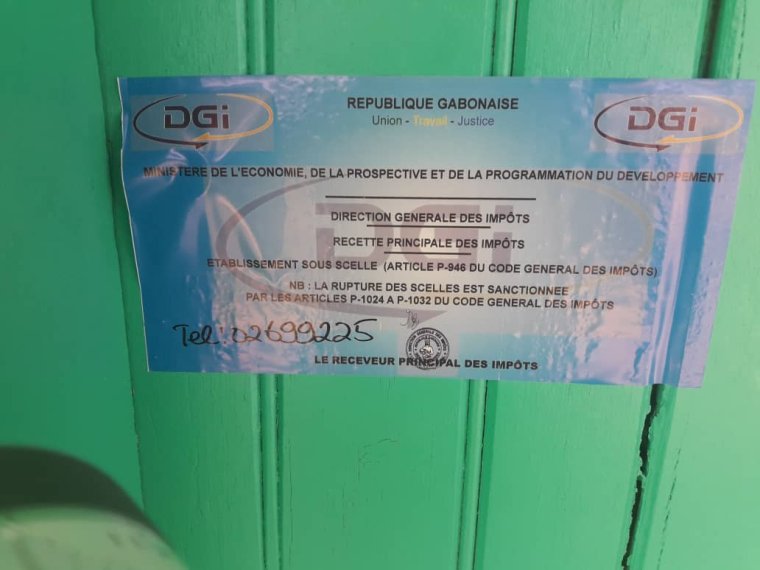 DGi
REPUBLIQUE GABONAISE
DGi
Union - Travail - Justice
MINISTERE DE L'ECONOMIE, DE LA PROSPECTIVE ET DE LA PROGRAMMATION DU DEVELOPPEMENT
DGi
DIRECTION GENERALE DES IMPÔTS
RECETTE PRINCIPALE DES IMPÔTS
ETABLISSEMENT SOUS SCELLE (ARTICLE P-946 DU CODE GENERAL DES IMPÔTS)
NB : LA RUPTURE DES SCELLES EST SANCTIONNEE
PAR LES ARTICLES P-1024 A P-1032 DU CODE GENERAL DES IMPÔTS
Tel: 02699225
LE RECEVEUR PRINCIPAL DES IMPÔTS